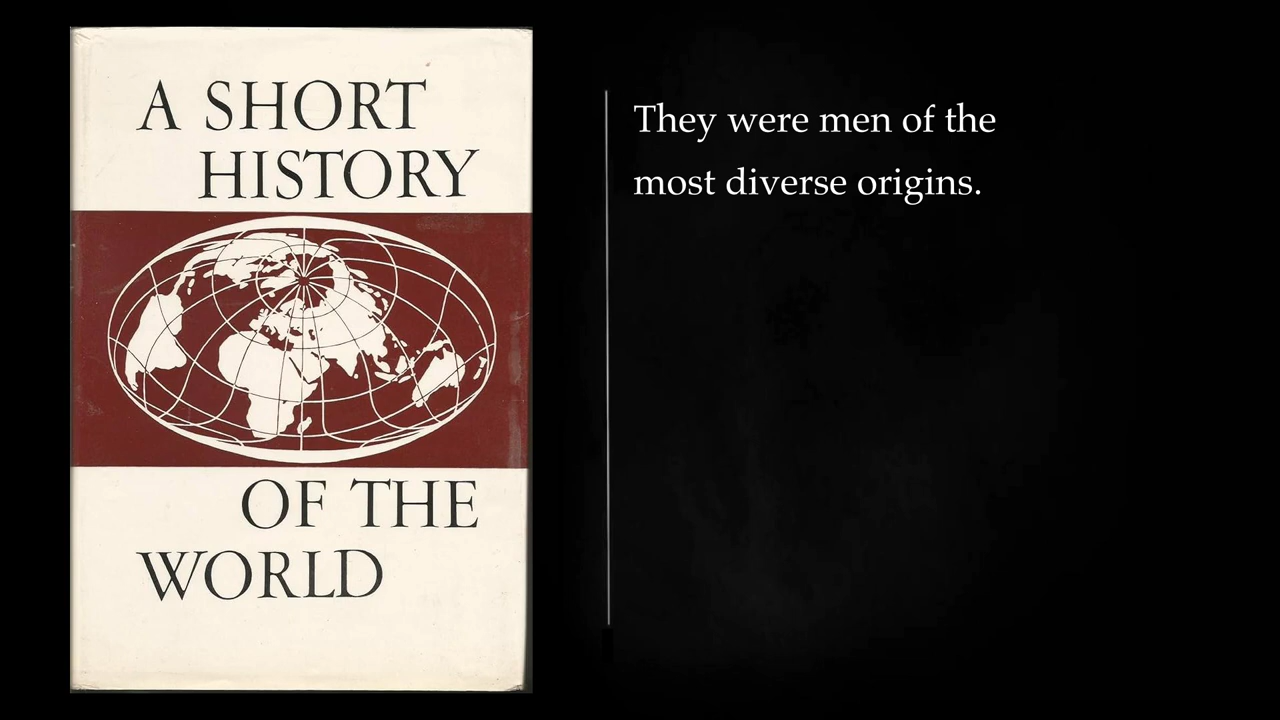 A SHORT
HISTORY
OF THE
WORLD
They were men of the
most diverse origins.